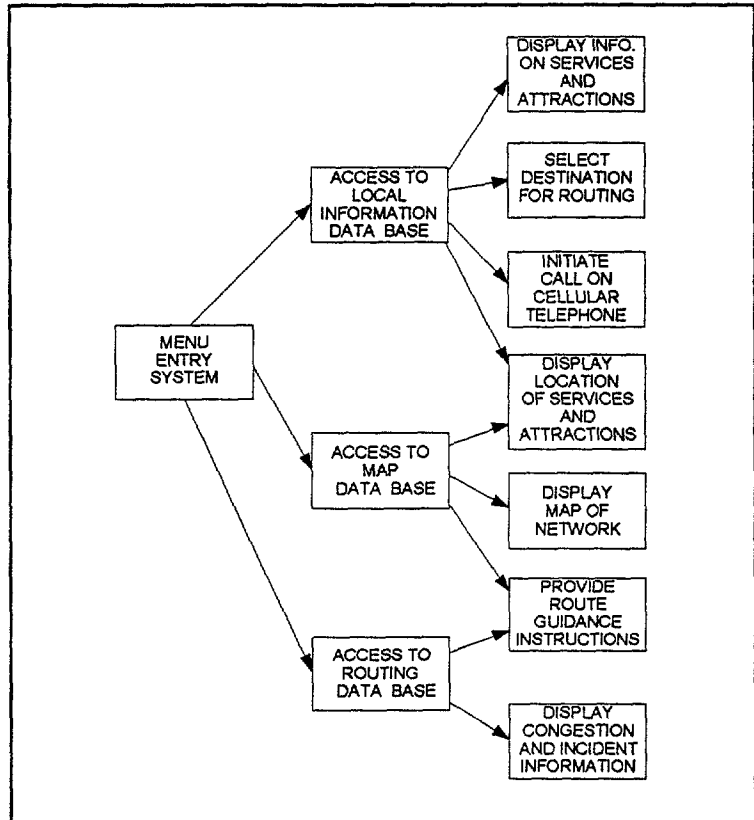 DISPLAY INFO.
ON SERVICES
AND
ATTRACTIONS
ACCESS TO
LOCAL
INFORMATION
DATA BASE
SELECT
DESTINATION
FOR ROUTING
INITIATE
CALL ON
CELLULAR
TELEPHONE
MENU
ENTRY
SYSTEM
DISPLAY
LOCATION
OF SERVICES
AND
ATTRACTIONS
ACCESS TO
MAP
DATA BASE
DISPLAY
MAP OF
NETWORK
PROVIDE
ROUTE
GUIDANCE
INSTRUCTIONS
ACCESS TO
ROUTING
DATA BASE
DISPLAY
CONGESTION
AND INCIDENT
INFORMATION